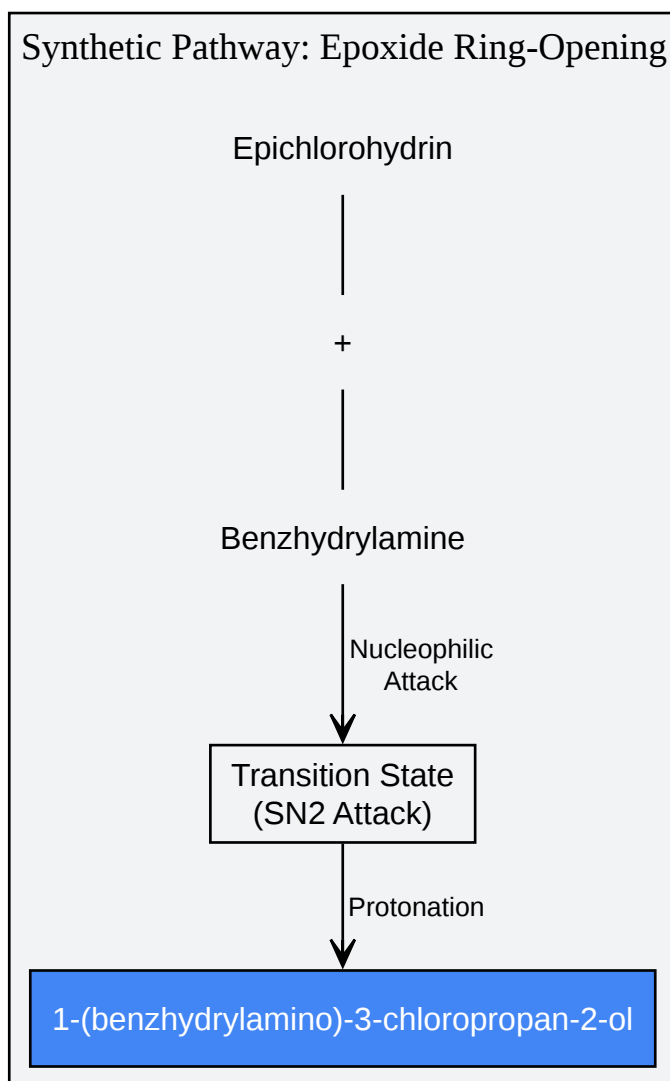 Synthetic Pathway: Epoxide Ring-Opening
Epichlorohydrin
+
Benzhydrylamine
Nucleophilic
Attack
Transition State
(SN2 Attack)
Protonation
1-(benzhydrylamino)-3-chloropropan-2-ol